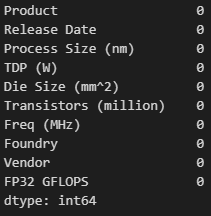 Product 0
Release Date 0
Process Size (nm) 0
TDP (W) 0
Die Size (mm^2) 0
Transistors (million) 0
Freq (MHz) 0
Foundry 0
Vendor 0
FP32 GFLOPS 0
dtype: int64